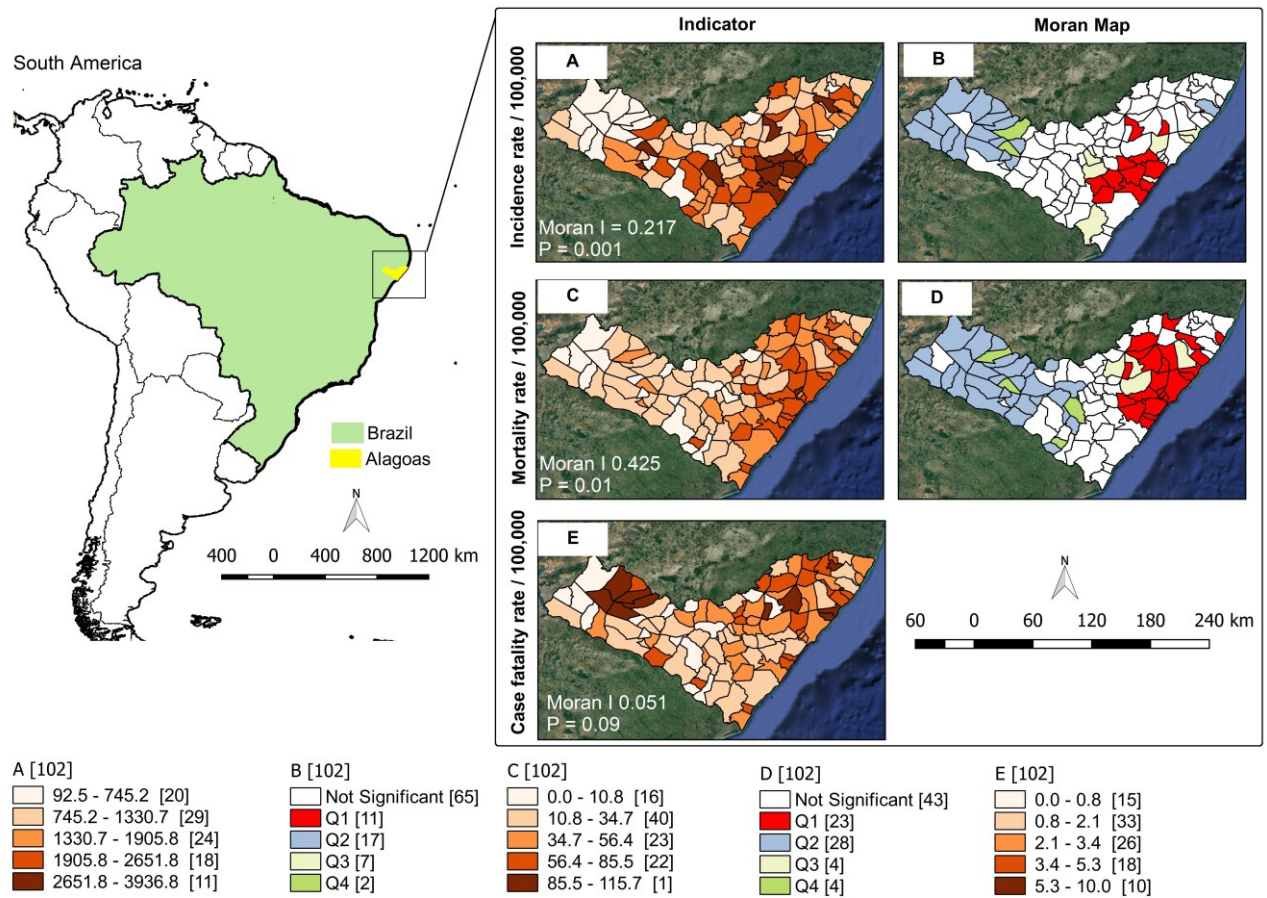 South America
Brazil
Alagoas
N
400 0 400 800 1200 km
Indicator
Moran Map
Incidence rate / 100,000
A
Moran I = 0.217
P = 0.001
B
Mortality rate / 100,000
C
Moran I 0.425
P = 0.01
D
Case fatality rate / 100,000
E
Moran I 0.051
P = 0.09
N
60 0 60 120 180 240 km
A [102]
92.5 - 745.2 [20]
745.2 - 1330.7 [29]
1330.7 - 1905.8 [24]
1905.8 - 2651.8 [18]
2651.8 - 3936.8 [11]
B [102]
Not Significant [65]
Q1 [11]
Q2 [17]
Q3 [7]
Q4 [2]
C [102]
0.0 - 10.8 [16]
10.8 - 34.7 [40]
34.7 - 56.4 [23]
56.4 - 85.5 [22]
85.5 - 115.7 [1]
D [102]
Not Significant [43]
Q1 [23]
Q2 [28]
Q3 [4]
Q4 [4]
E [102]
0.0 - 0.8 [15]
0.8 - 2.1 [33]
2.1 - 3.4 [26]
3.4 - 5.3 [18]
5.3 - 10.0 [10]